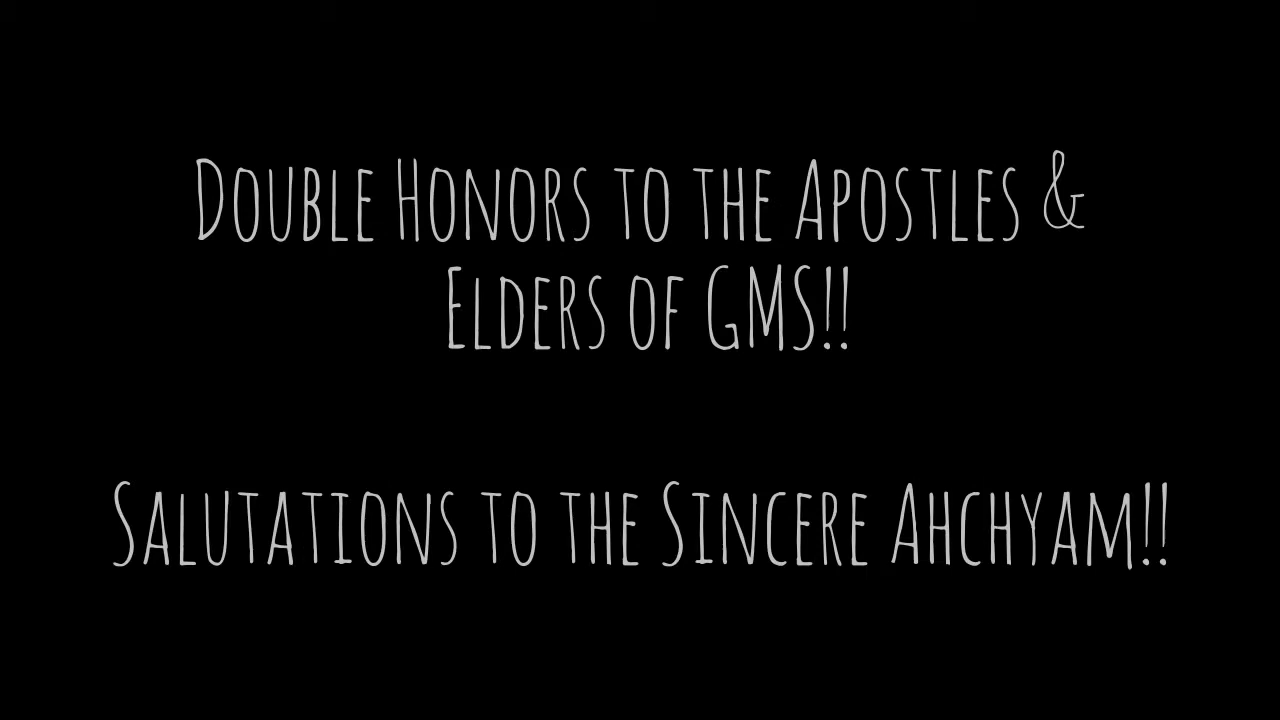 Double Honors to the Apostles &
Elders of GMS!!
Salutations to the Sincere Ahchyam!!